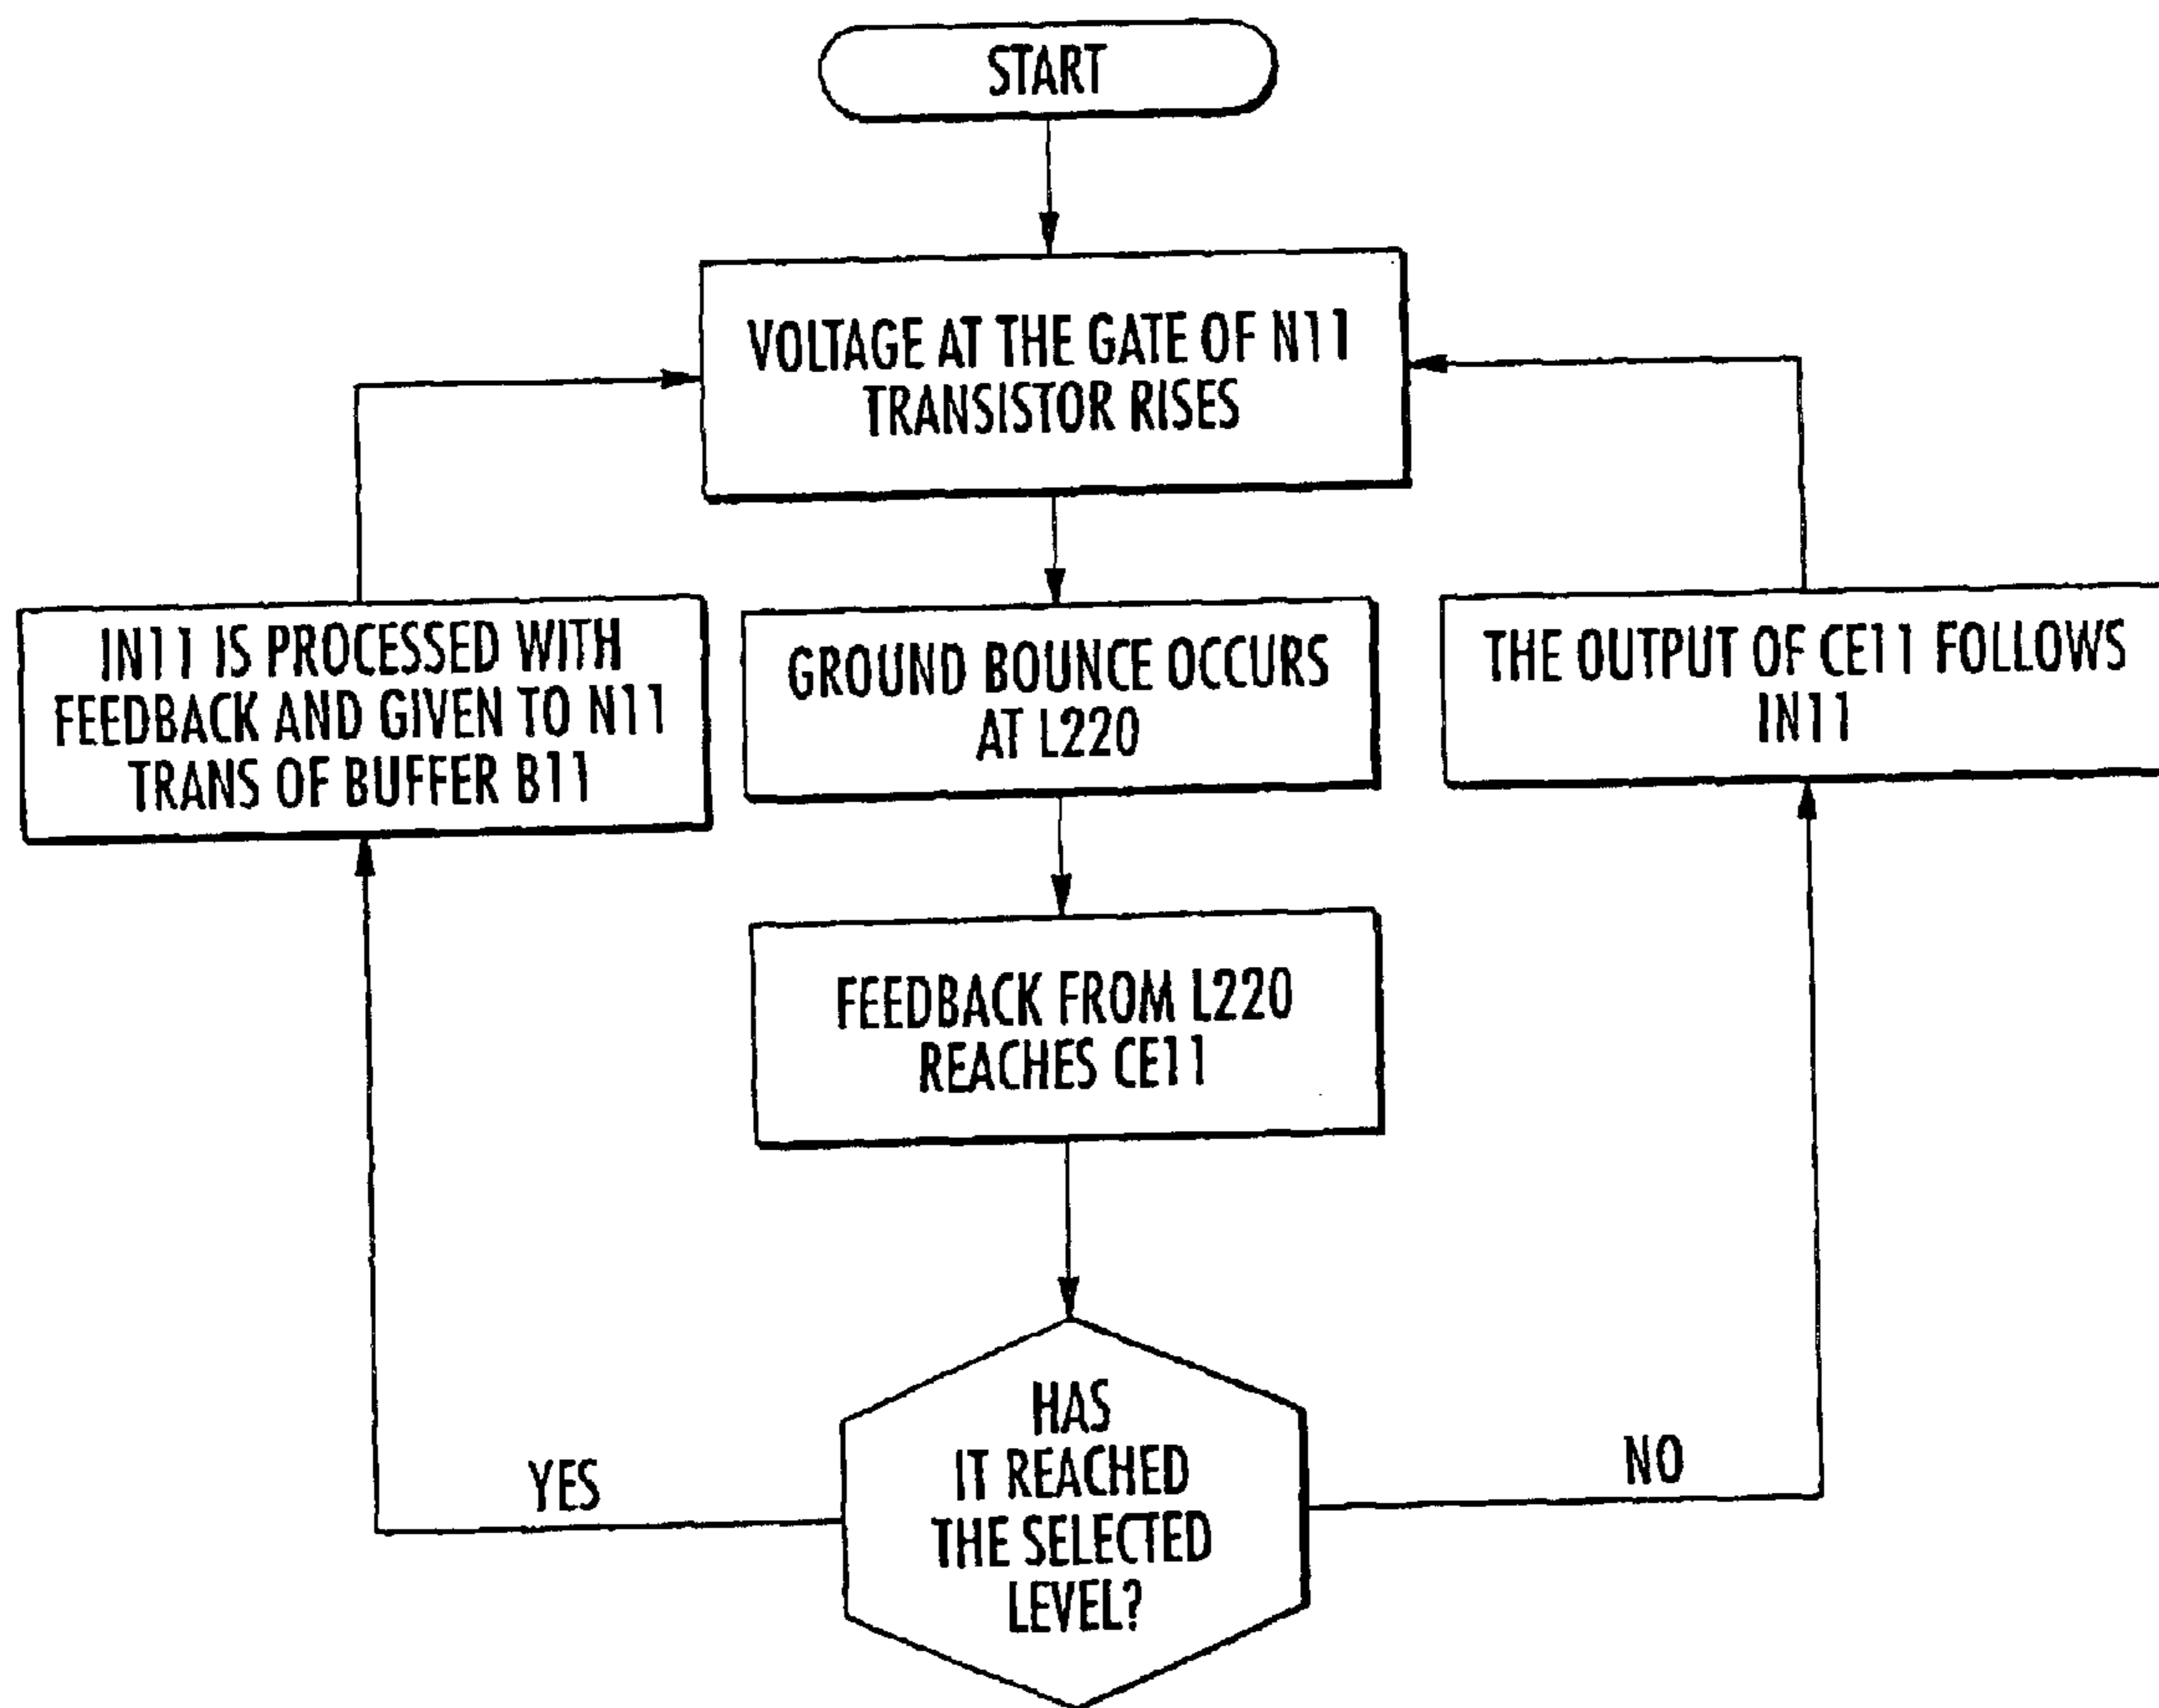 START
VOLTAGE AT THE GATE OF N11
TRANSISTOR RISES
IN11 IS PROCESSED WITH
FEEDBACK AND GIVEN TO N11
TRANS OF BUFFER B11
GROUND BOUNCE OCCURS
AT L220
THE OUTPUT OF CE11 FOLLOWS
IN11
FEEDBACK FROM L220
REACHES CE11
HAS
IT REACHED
THE SELECTED
LEVEL?
YES
NO